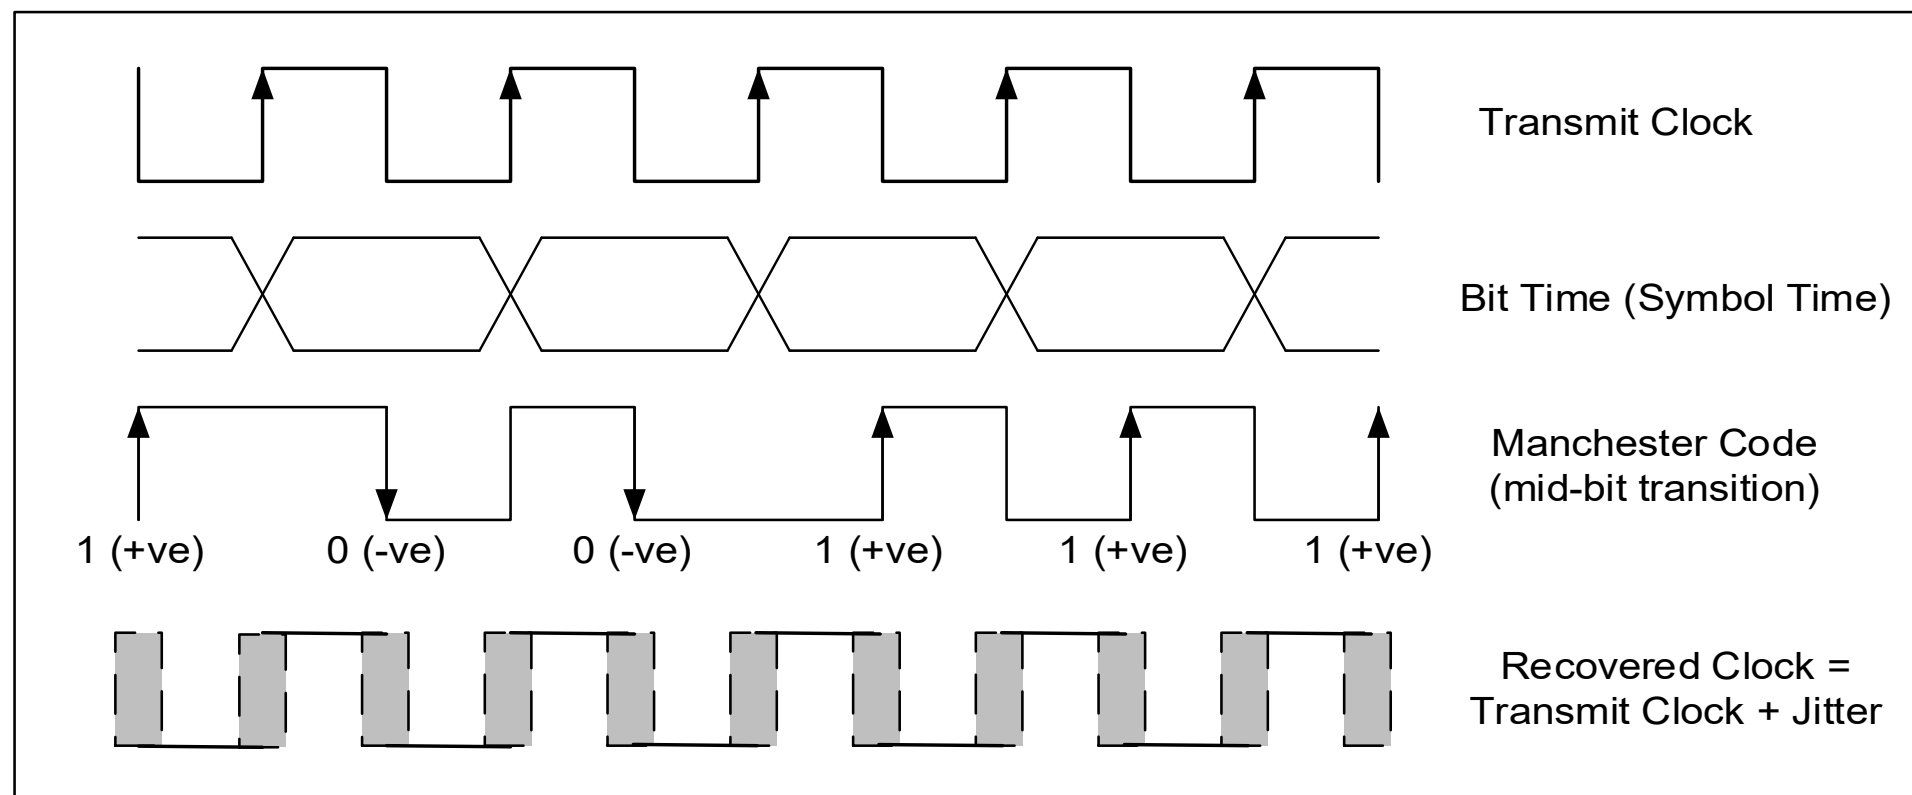 Transmit Clock
Bit Time (Symbol Time)
Manchester Code
(mid-bit transition)
1 (+ve) 0 (-ve) 0 (-ve) 1 (+ve) 1 (+ve) 1 (+ve)
Recovered Clock =
Transmit Clock + Jitter